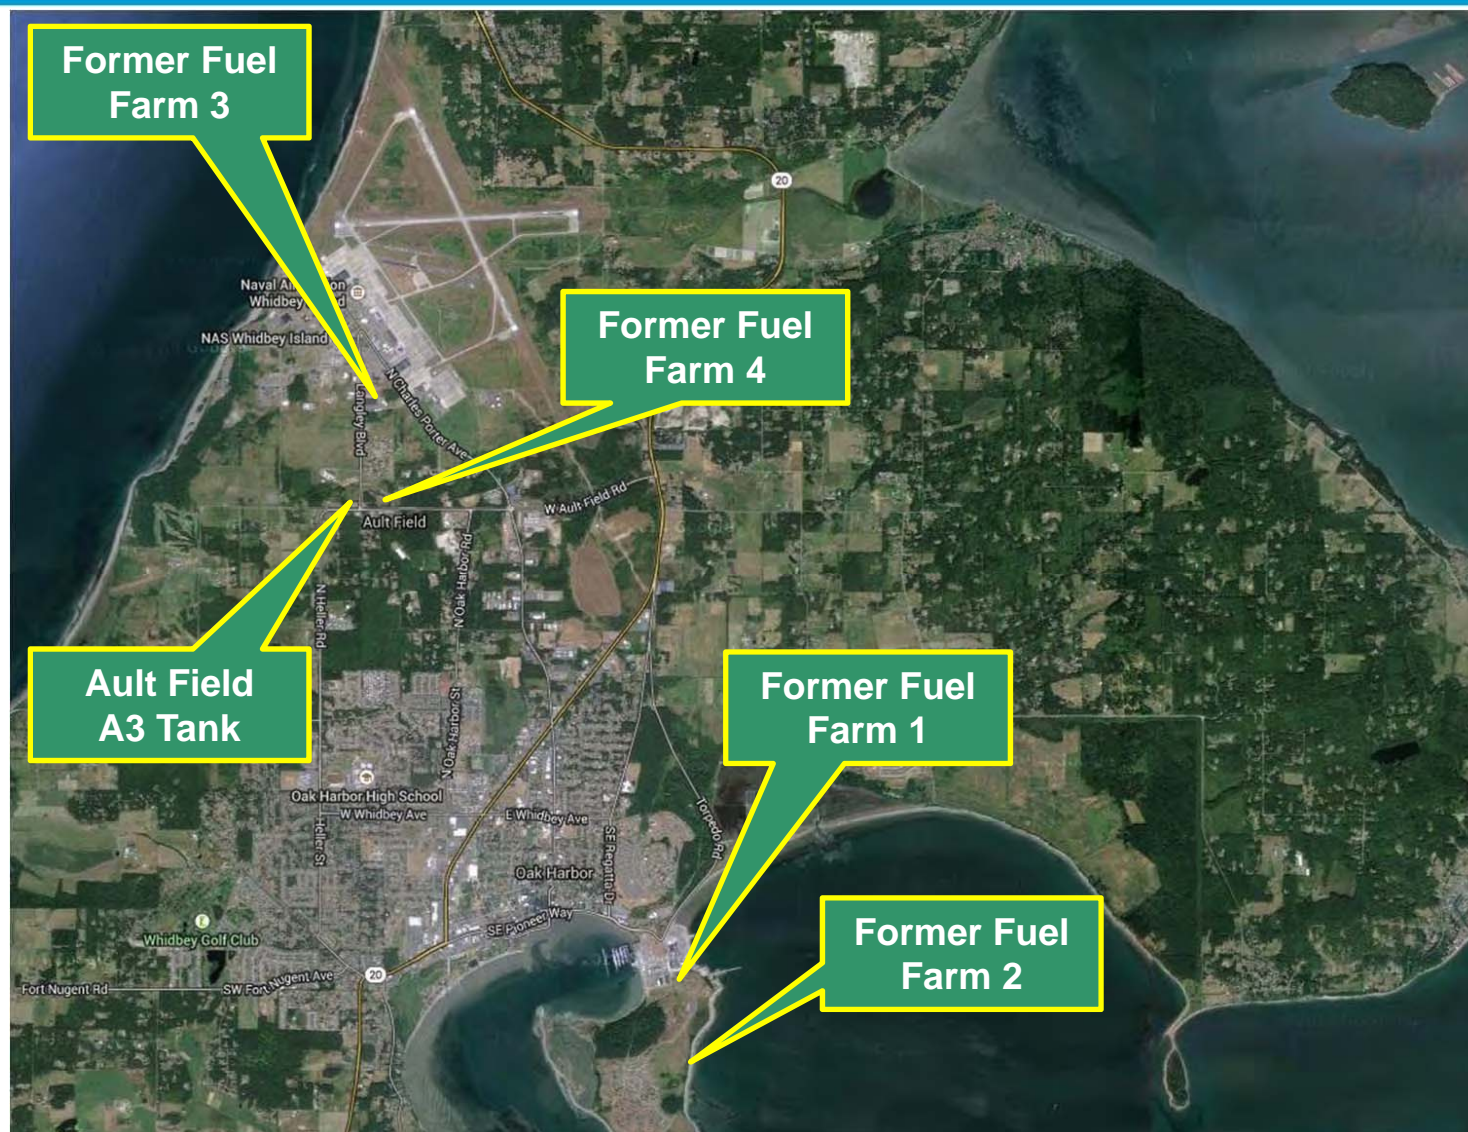 Former Fuel
Farm 3
20
Naval Air
on
Whidbey
d
NAS Whidbey Island
Former Fuel
Farm 4
N Charles Porter Ave
Langley Blvd
W Ault Field Rd
Ault Field
N Oak Harbor Rd
N Heller Rd
Ault Field
A3 Tank
Former Fuel
Farm 1
N Oak Harbor St
Oak Harbor High School
W Whidbey Ave
E Whidbey Ave
Heller St
Torpedo Rd
SE Regatta Dr
Oak Harbor
SE Pioneer Way
Whidbey Golf Club
Former Fuel
Farm 2
20
Fort Nugent Rd
SW Fort Nugent Ave